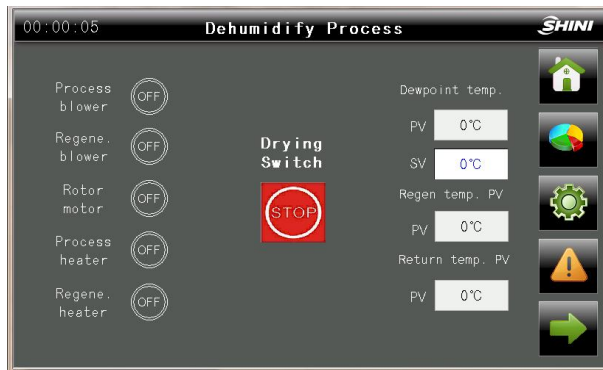 00:00:05
Dehumidify Process
SHINI
Process
blower
OFF
Regene.
blower
OFF
Rotor
motor
OFF
Process
heater
OFF
Regene.
heater
OFF
Drying
Switch
STOP
Dewpoint temp.
PV 0°C
SV 0°C
Regen temp. PV
PV 0°C
Return temp. PV
PV 0°C